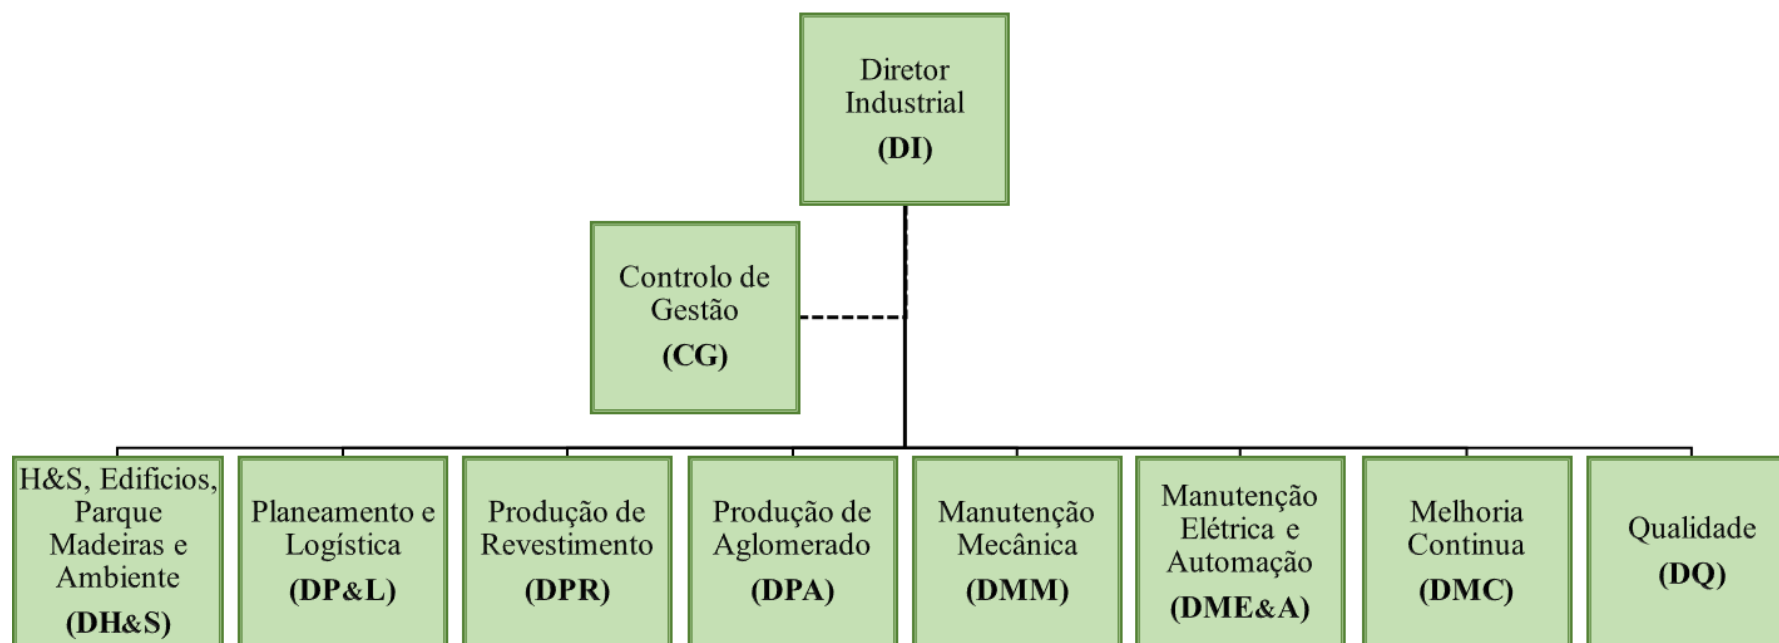 Diretor
Industrial
(DI)
Controlo de
Gestão
(CG)
H&S, Edificios,
Parque
Madeiras e
Ambiente
(DH&S)
Planeamento e
Logística
(DP&L)
Produção de
Revestimento
(DPR)
Produção de
Aglomerado
(DPA)
Manutenção
Mecânica
(DMM)
Manutenção
Elétrica e
Automação
(DME&A)
Melhoria
Continua
(DMC)
Qualidade
(DQ)